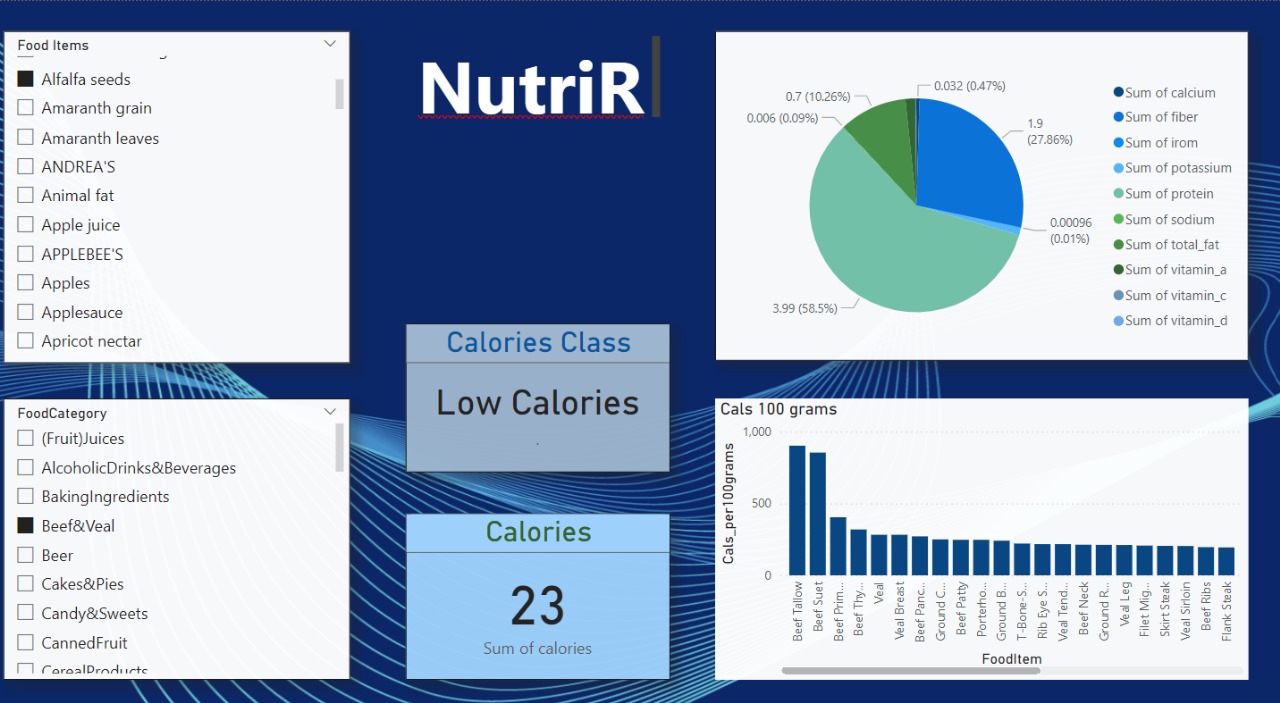 Food Items
Alfalfa seeds
Amaranth grain
Amaranth leaves
ANDREA'S
Animal fat
Apple juice
APPLEBEE'S
Apples
Applesauce
Apricot nectar
FoodCategory
(Fruit)Juices
AlcoholicDrinks&Beverages
BakingIngredients
Beef&Veal
Beer
Cakes&Pies
Candy&Sweets
CannedFruit
CerealProducts
NutriR
Calories Class
Low Calories
.
Calories
23
Sum of calories
0.032 (0.47%)
0.7 (10.26%)
0.006 (0.09%)
1.9
(27.86%)
0.00096
(0.01%)
3.99 (58.5%)
Sum of calcium
Sum of fiber
Sum of irom
Sum of potassium
Sum of protein
Sum of sodium
Sum of total_fat
Sum of vitamin_a
Sum of vitamin_c
Sum of vitamin_d
Cals 100 grams
Cals_per100grams
1,000
500
0
Beef Tallow
Beef Suet
Beef Prim...
Beef Thy...
Veal
Veal Breast
Beef Panc...
Ground C...
Beef Patty
Porterho...
Ground B...
T-Bone-S...
Rib Eye S...
Veal Tend...
Beef Neck
Ground R...
Veal Leg
Filet Mig...
Skirt Steak
Veal Sirloin
Beef Ribs
Flank Steak
FoodItem